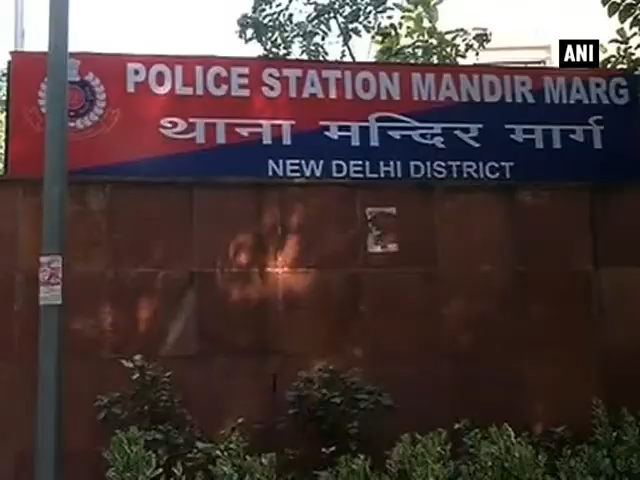 ANI
POLICE STATION MANDIR MARG
थाना मन्दिर मार्ग
NEW DELHI DISTRICT